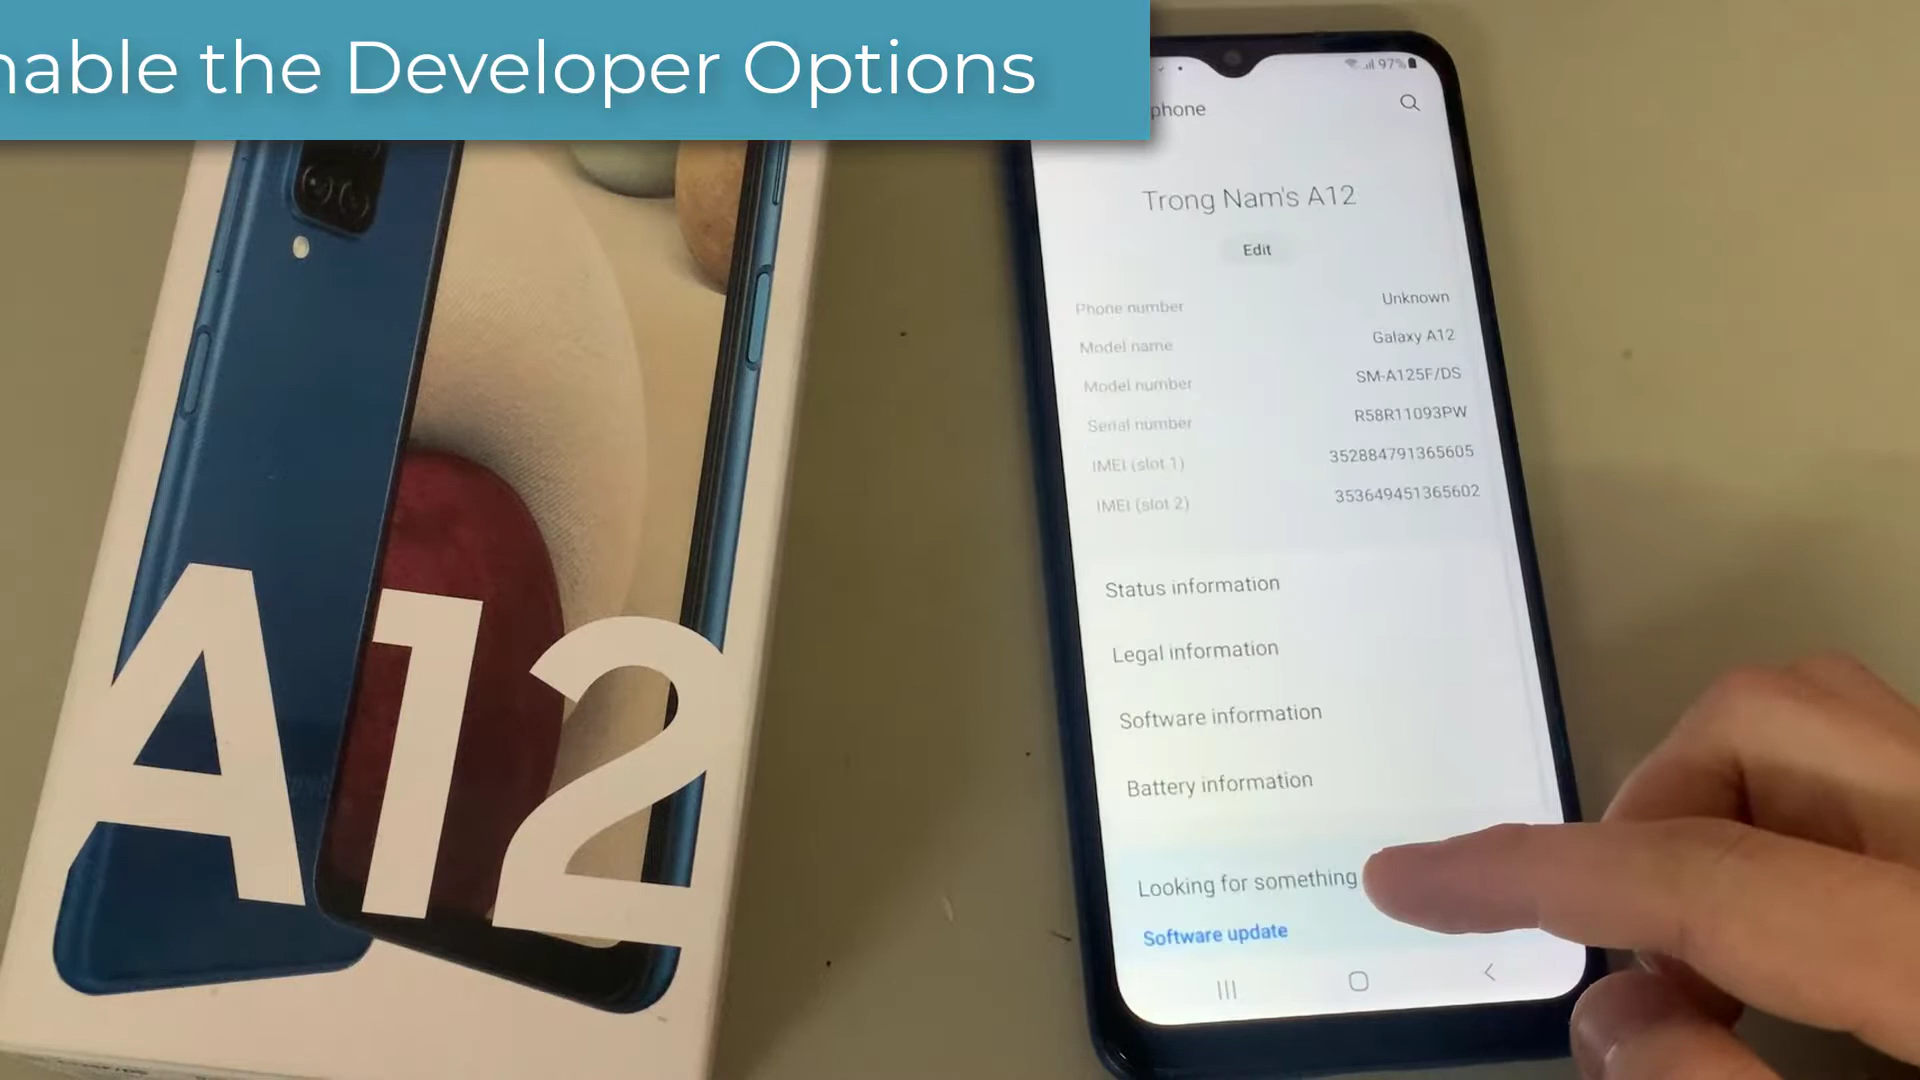 nable the Developer Options
97%
phone
Trong Nam's A12
Edit
Phone number Unknown
Model name Galaxy A12
Model number SM-A125F/DS
Serial number R58R11093PW
IMEI (slot 1) 352884791365605
IMEI (slot 2) 353649451365602
Status information
Legal information
Software information
Battery information
Looking for something
Software update
A12